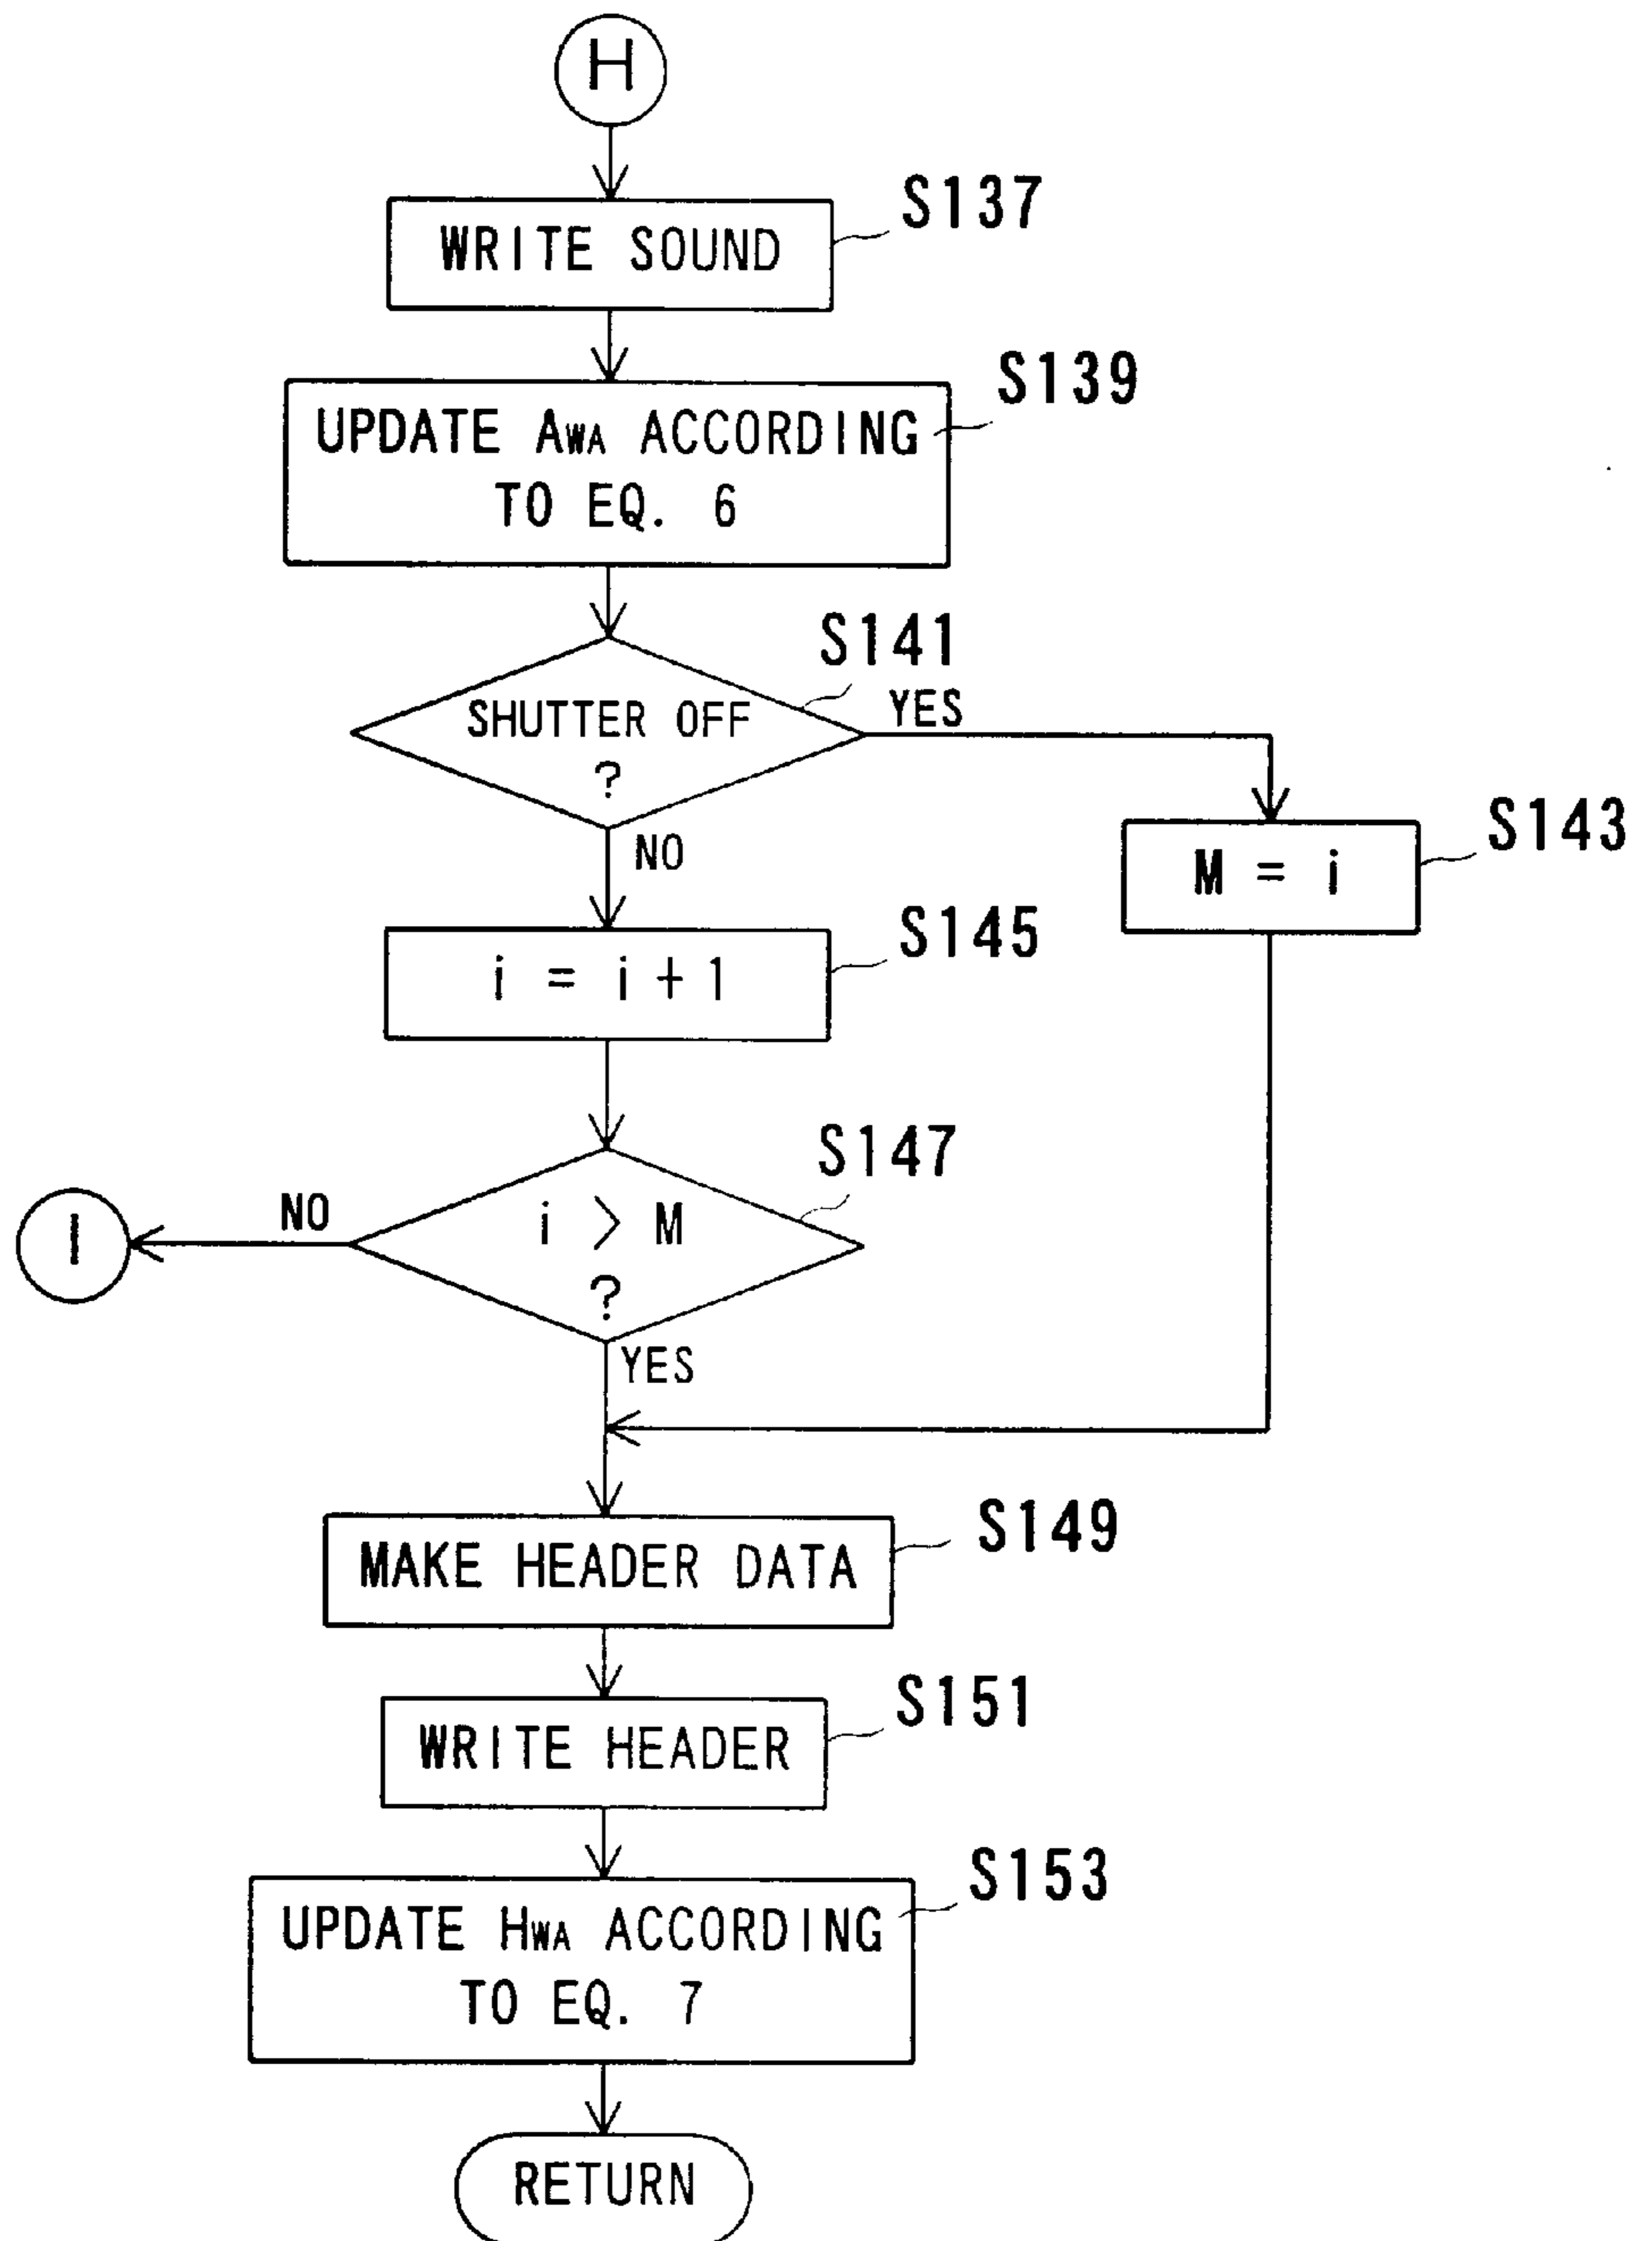 H
S137
WRITE SOUND
S139
UPDATE AWA ACCORDING
TO EQ. 6
S141
SHUTTER OFF
?
YES
NO
S143
M = i
S145
i = i + 1
S147
i > M
?
NO
I
YES
S149
MAKE HEADER DATA
S151
WRITE HEADER
S153
UPDATE HWA ACCORDING
TO EQ. 7
RETURN